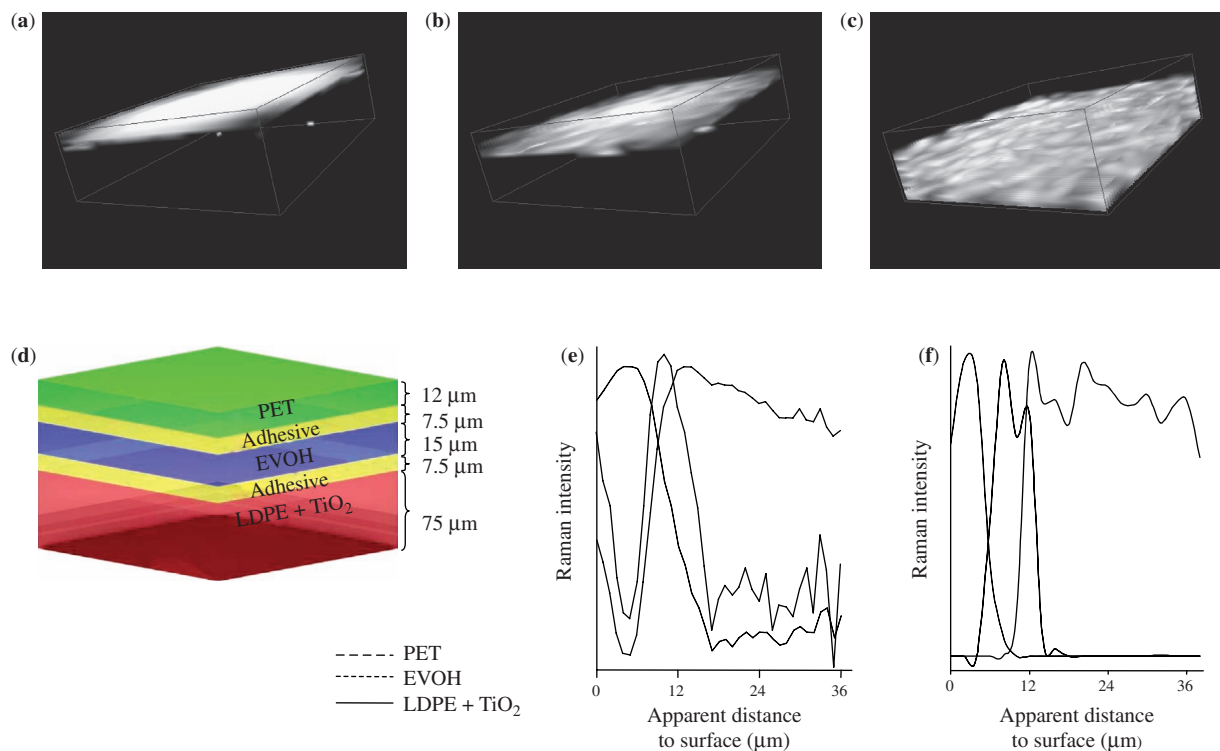 (a)
(b)
(c)
(d)
PET
Adhesive
EVOH
Adhesive
LDPE + TiO₂
12 μm
7.5 μm
15 μm
7.5 μm
75 μm
PET
EVOH
LDPE + TiO₂
(e)
Raman intensity
0 12 24 36
Apparent distance
to surface (μm)
(f)
Raman intensity
0 12 24 36
Apparent distance
to surface (μm)